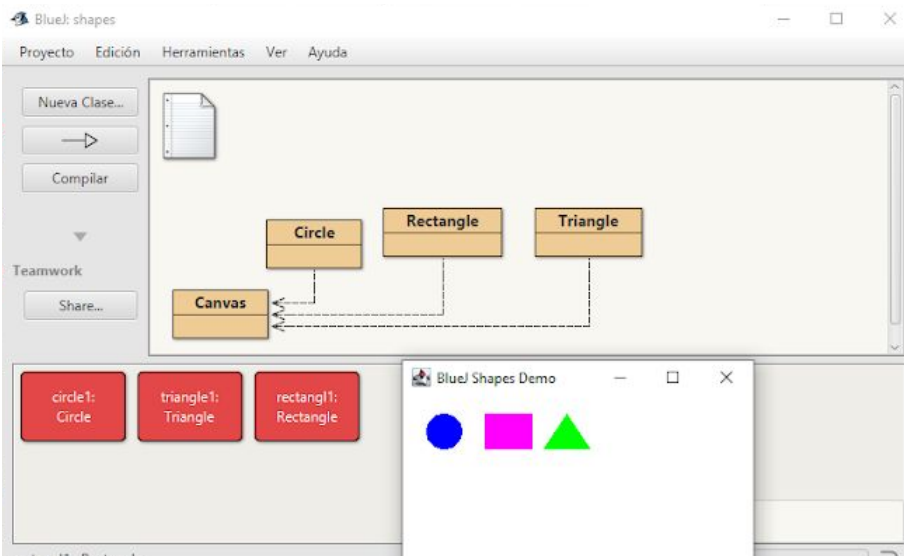 BlueJ: shapes
Proyecto Edición Herramientas Ver Ayuda
Nueva Clase...
Compilar
Teamwork
Share...
Circle
Rectangle
Triangle
Canvas
circle1:
Circle
triangle1:
Triangle
rectangl1:
Rectangle
BlueJ Shapes Demo